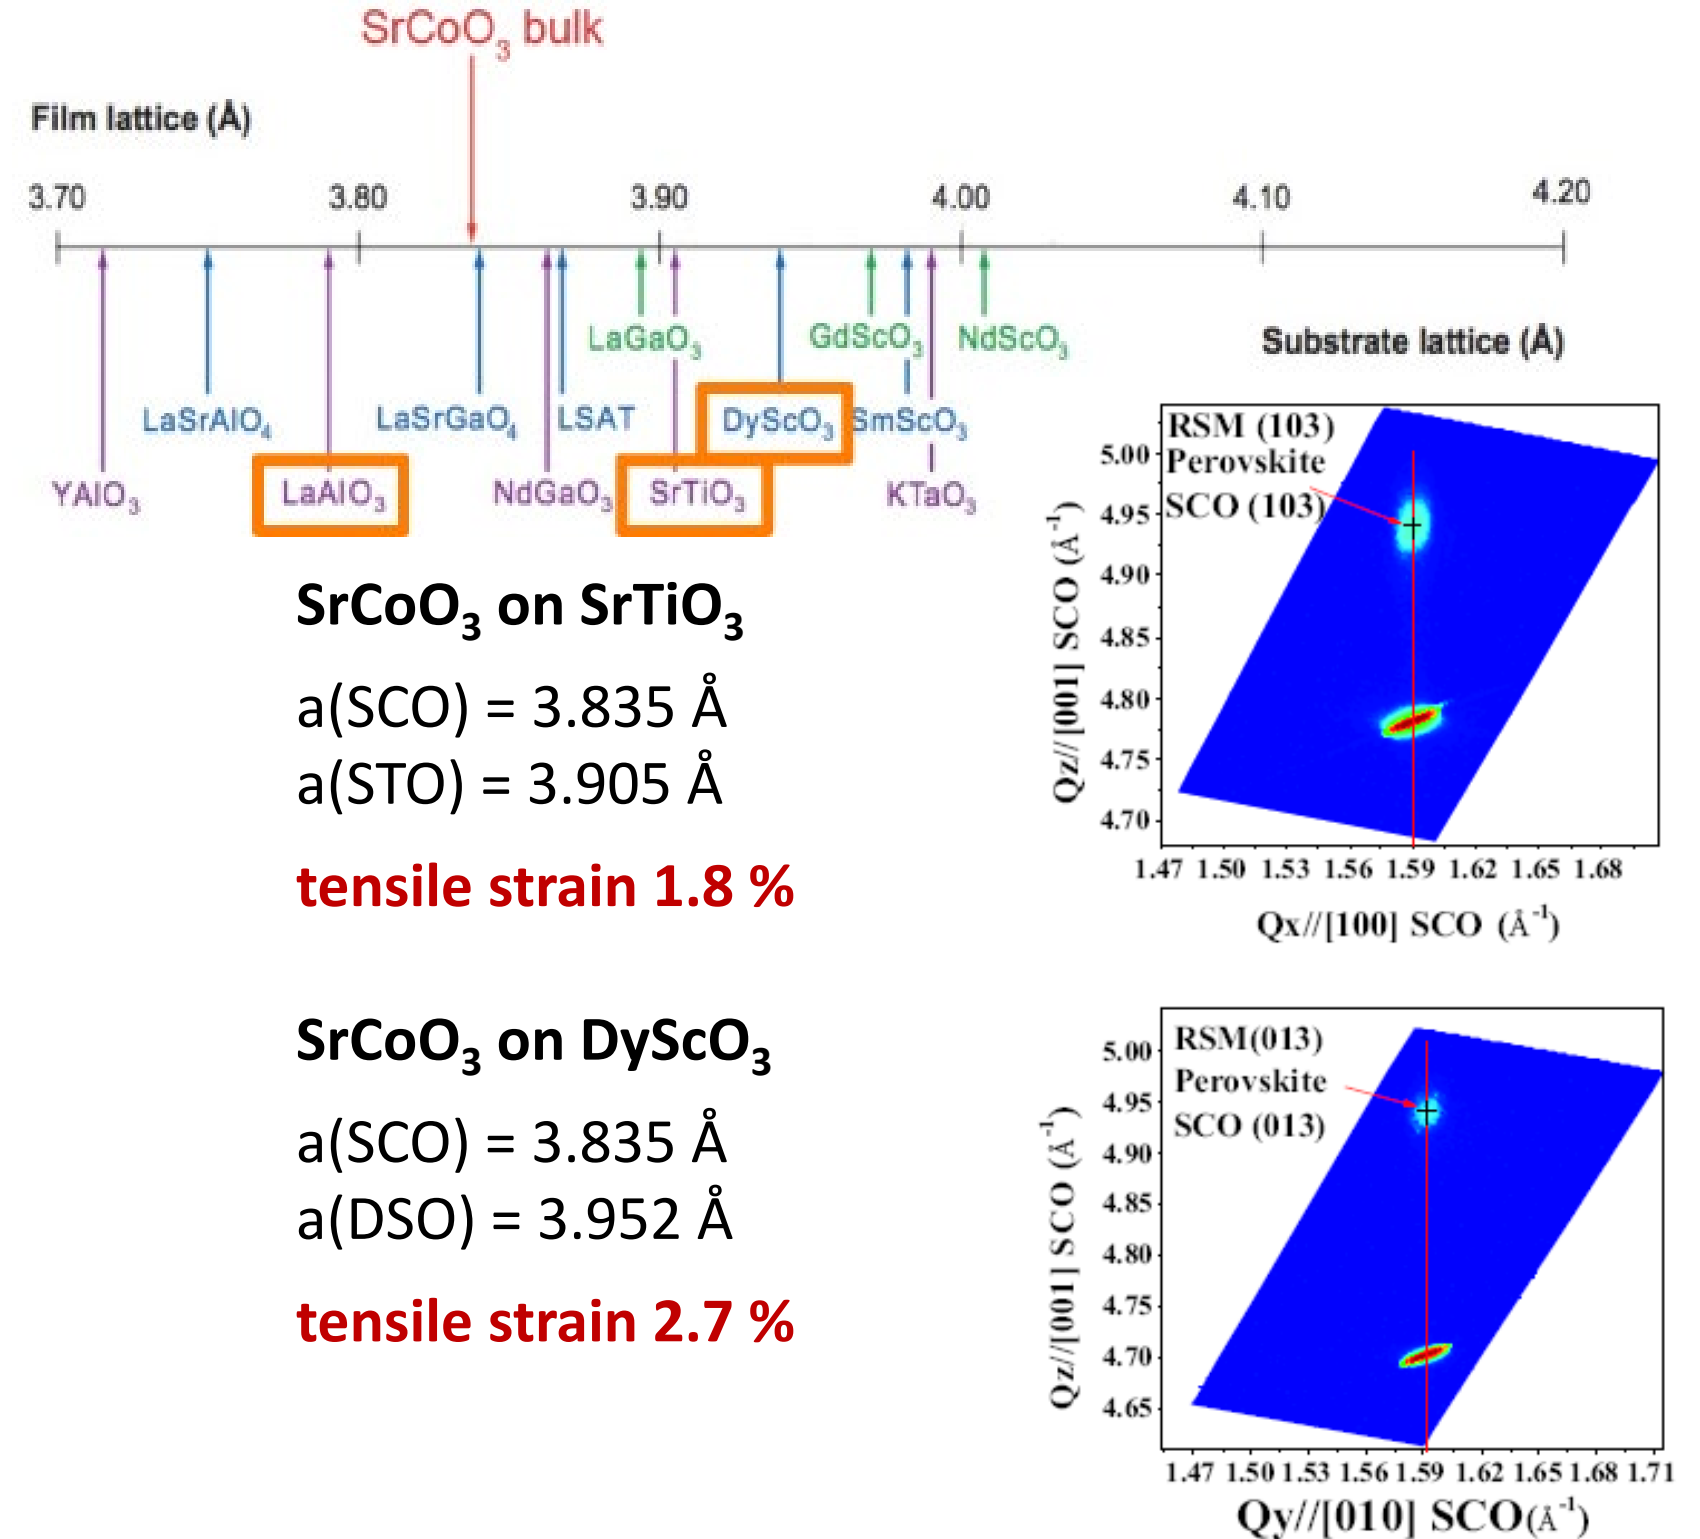 SrCoO₃ bulk
Film lattice (Å)
3.70 3.80 3.90 4.00 4.10 4.20
LaGaO₃ GdScO₃ NdScO₃
Substrate lattice (Å)
LaSrAlO₄ LaSrGaO₄ LSAT DyScO₃ SmScO₃
YAlO₃ LaAlO₃ NdGaO₃ SrTiO₃ KTaO₃
SrCoO₃ on SrTiO₃
a(SCO) = 3.835 Å
a(STO) = 3.905 Å
tensile strain 1.8 %
SrCoO₃ on DyScO₃
a(SCO) = 3.835 Å
a(DSO) = 3.952 Å
tensile strain 2.7 %
RSM (103)
Perovskite
SCO (103)
Qz//[001] SCO (Å⁻¹)
5.00
4.95
4.90
4.85
4.80
4.75
4.70
1.47 1.50 1.53 1.56 1.59 1.62 1.65 1.68
Qx//[100] SCO (Å⁻¹)
RSM(013)
Perovskite
SCO (013)
Qz//[001] SCO (Å⁻¹)
5.00
4.95
4.90
4.85
4.80
4.75
4.70
4.65
1.47 1.50 1.53 1.56 1.59 1.62 1.65 1.68 1.71
Qy//[010] SCO(Å⁻¹)